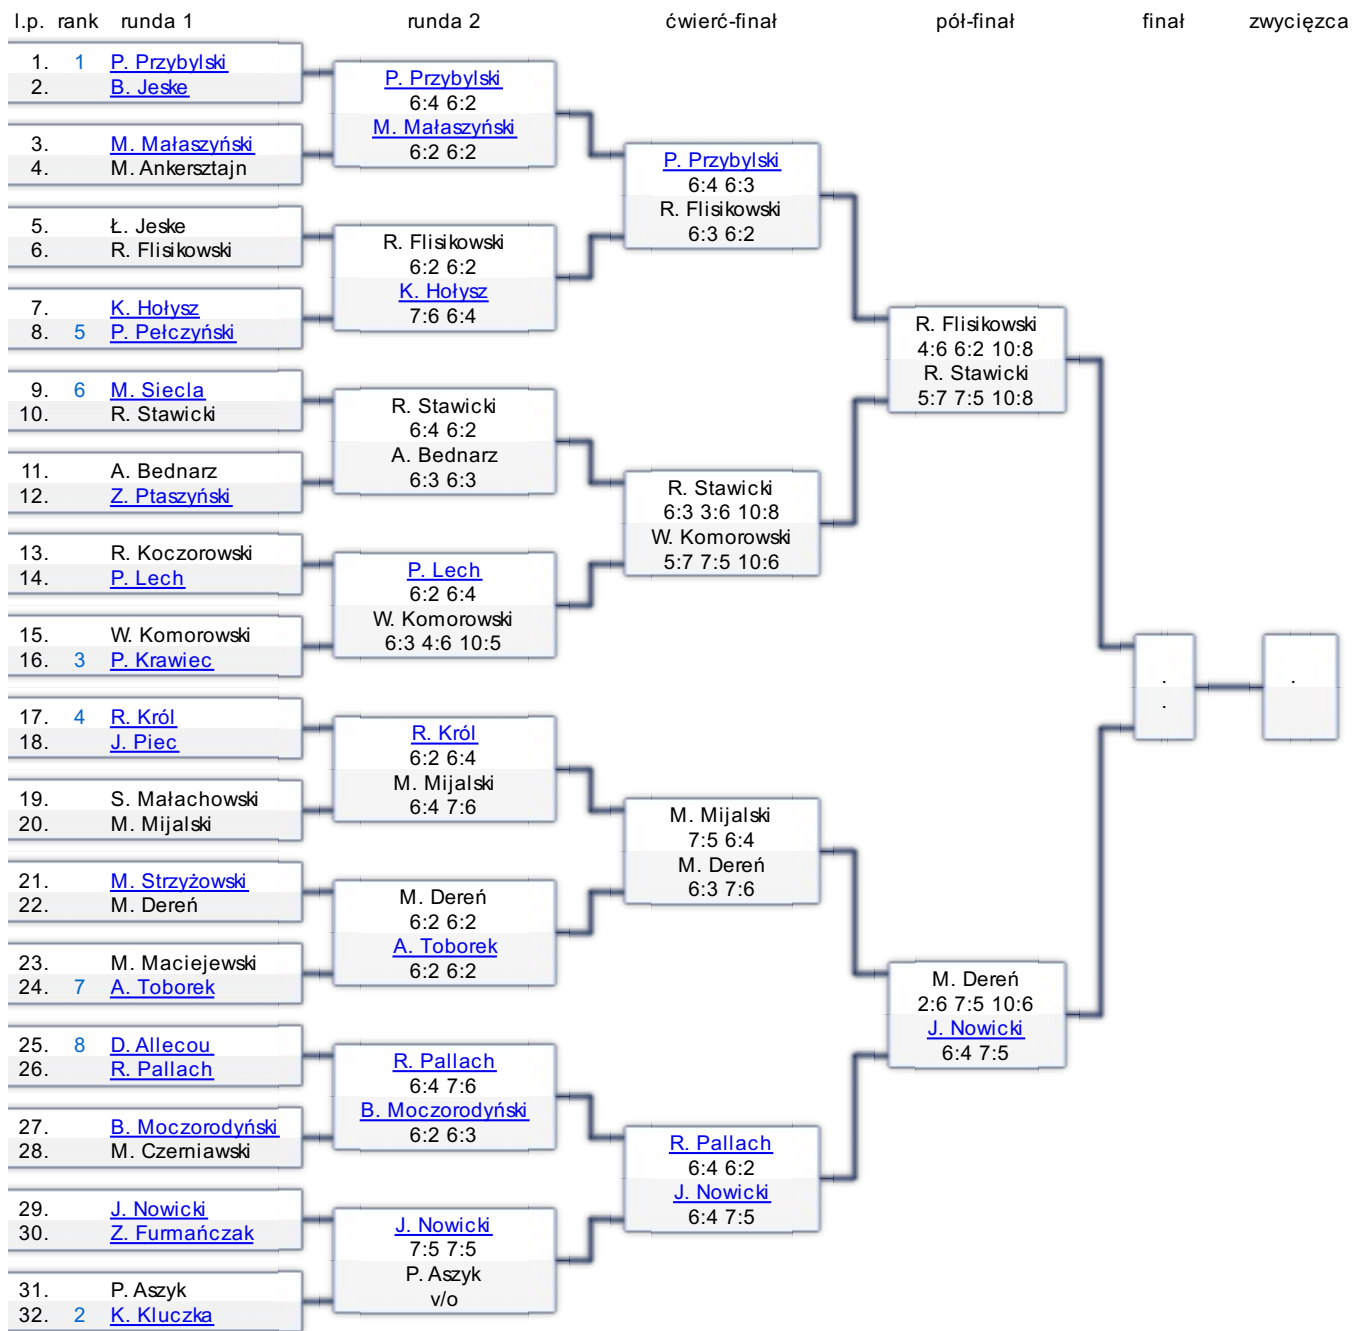 l.p. rank runda 1 runda 2 ćwierć-finał pół-finał finał zwycięzca
1. 1 P. Przybylski
2. B. Jeske
3. M. Małaszyński
4. M. Ankersztajn
5. Ł. Jeske
6. R. Flisikowski
7. K. Hołysz
8. 5 P. Pełczyński
9. 6 M. Siecla
10. R. Stawicki
11. A. Bednarz
12. Z. Ptaszyński
13. R. Koczorowski
14. P. Lech
15. W. Komorowski
16. 3 P. Krawiec
17. 4 R. Król
18. J. Piec
19. S. Małachowski
20. M. Mijalski
21. M. Strzyżowski
22. M. Dereń
23. M. Maciejewski
24. 7 A. Toborek
25. 8 D. Allecou
26. R. Pallach
27. B. Moczorodyński
28. M. Czerniawski
29. J. Nowicki
30. Z. Furmańczak
31. P. Aszyk
32. 2 K. Kluczka
P. Przybylski
6:4 6:2
M. Małaszyński
6:2 6:2
R. Flisikowski
6:2 6:2
K. Hołysz
7:6 6:4
R. Stawicki
6:4 6:2
A. Bednarz
6:3 6:3
P. Lech
6:2 6:4
W. Komorowski
6:3 4:6 10:5
R. Król
6:2 6:4
M. Mijalski
6:4 7:6
M. Dereń
6:2 6:2
A. Toborek
6:2 6:2
R. Pallach
6:4 7:6
B. Moczorodyński
6:2 6:3
J. Nowicki
7:5 7:5
P. Aszyk
v/o
P. Przybylski
6:4 6:3
R. Flisikowski
6:3 6:2
R. Stawicki
6:3 3:6 10:8
W. Komorowski
5:7 7:5 10:6
M. Mijalski
7:5 6:4
M. Dereń
6:3 7:6
R. Pallach
6:4 6:2
J. Nowicki
6:4 7:5
R. Flisikowski
4:6 6:2 10:8
R. Stawicki
5:7 7:5 10:8
M. Dereń
2:6 7:5 10:6
J. Nowicki
6:4 7:5
.
.
.